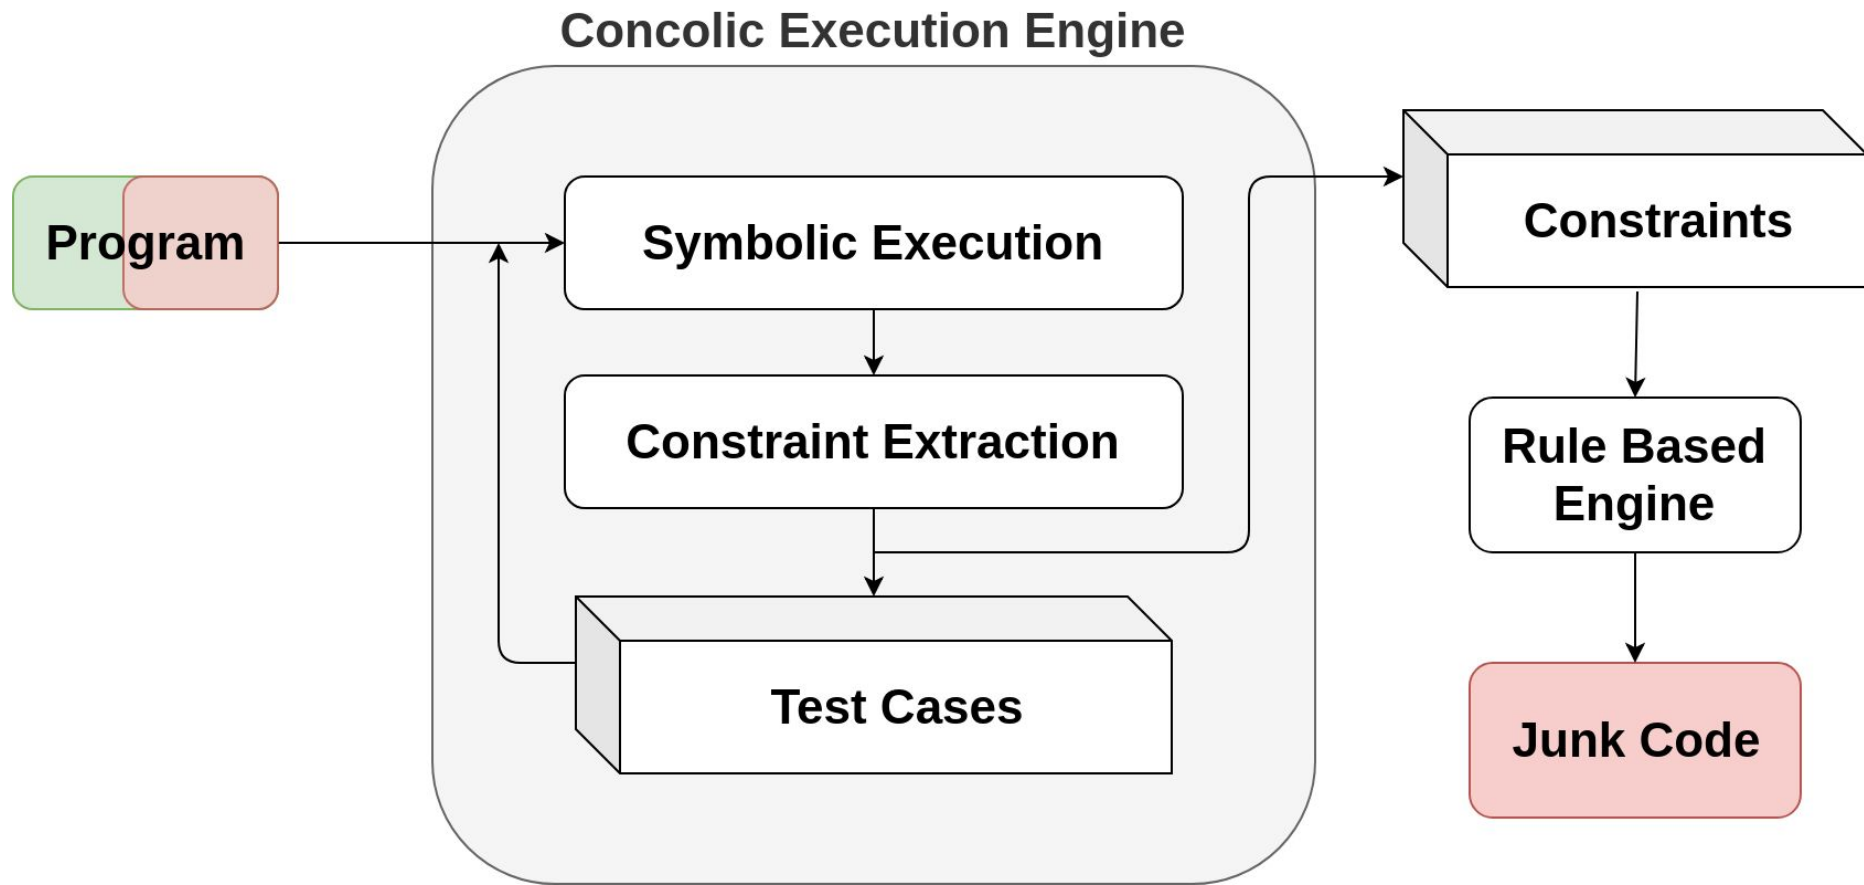 Concolic Execution Engine
Program
Symbolic Execution
Constraint Extraction
Test Cases
Constraints
Rule Based
Engine
Junk Code